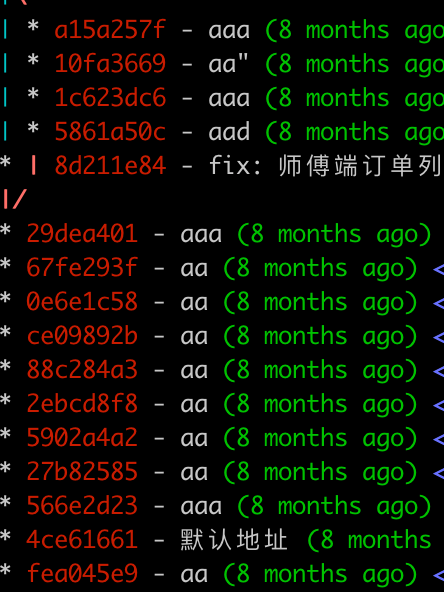 | * a15a257f - aaa (8 months ago
| * 10fa3669 - aa" (8 months ago
| * 1c623dc6 - aaa (8 months ago
| * 5861a50c - aad (8 months ago
* | 8d211e84 - fix: 师傅端订单列
|/
* 29dea401 - aaa (8 months ago)
* 67fe293f - aa (8 months ago) <
* 0e6e1c58 - aa (8 months ago) <
* ce09892b - aa (8 months ago) <
* 88c284a3 - aa (8 months ago) <
* 2ebcd8f8 - aa (8 months ago) <
* 5902a4a2 - aa (8 months ago) <
* 27b82585 - aa (8 months ago) <
* 566e2d23 - aaa (8 months ago)
* 4ce61661 - 默认地址 (8 months
* fea045e9 - aa (8 months ago) <